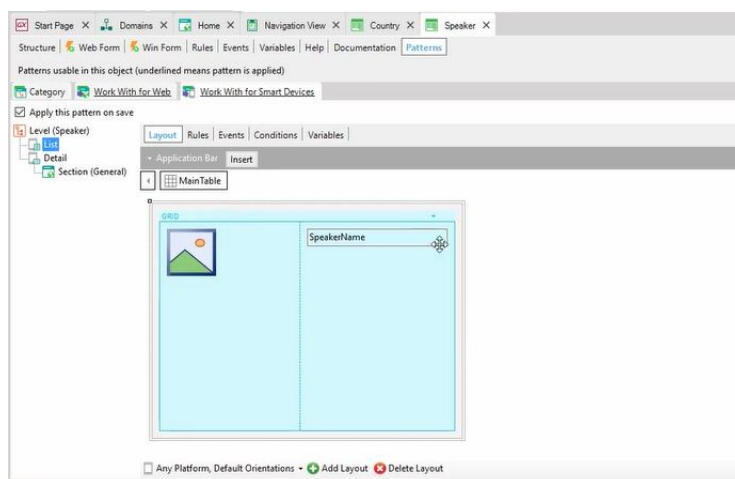 Start Page X Domains X Home X Navigation View X Country X Speaker X
Structure Web Form Win Form Rules Events Variables Help Documentation Patterns
Patterns usable in this object (underlined means pattern is applied)
Category Work With for Web Work With for Smart Devices
Apply this pattern on save
Level (Speaker)
List
Detail
Section (General)
Layout Rules Events Conditions Variables
Application Bar Insert
MainTable
GRID
SpeakerName
Any Platform, Default Orientations Add Layout Delete Layout